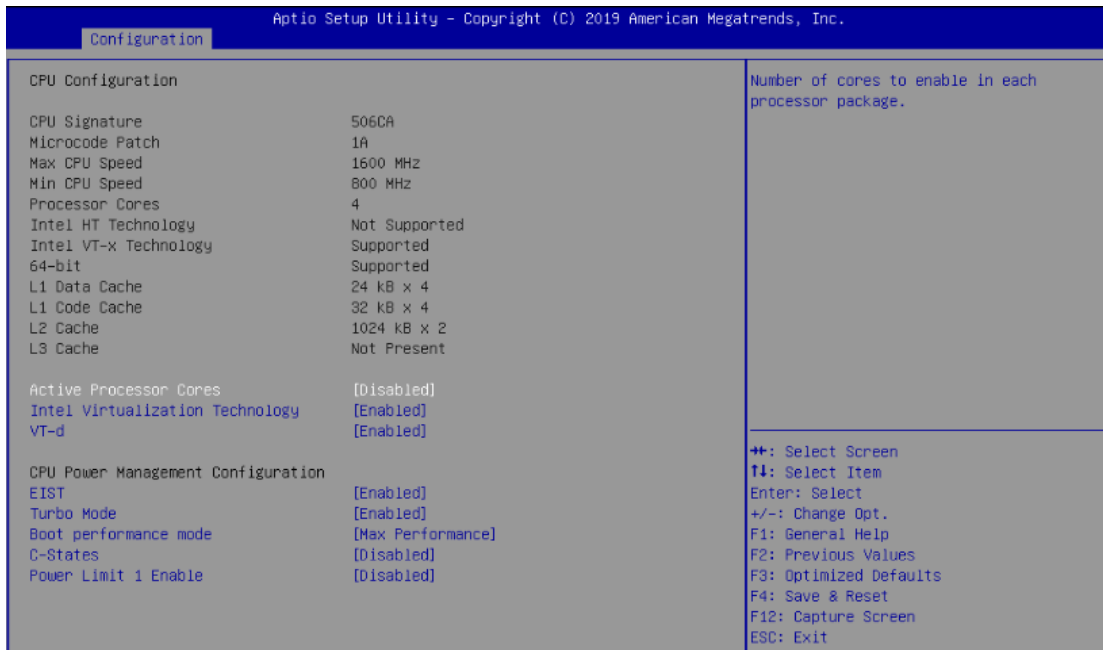 Aptio Setup Utility - Copyright (C) 2019 American Megatrends, Inc.
Configuration
CPU Configuration
CPU Signature 506CA
Microcode Patch 1A
Max CPU Speed 1600 MHz
Min CPU Speed 800 MHz
Processor Cores 4
Intel HT Technology Not Supported
Intel VT-x Technology Supported
64-bit Supported
L1 Data Cache 24 kB x 4
L1 Code Cache 32 kB x 4
L2 Cache 1024 kB x 2
L3 Cache Not Present
Active Processor Cores [Disabled]
Intel Virtualization Technology [Enabled]
VT-d [Enabled]
CPU Power Management Configuration
EIST [Enabled]
Turbo Mode [Enabled]
Boot performance mode [Max Performance]
C-States [Disabled]
Power Limit 1 Enable [Disabled]
Number of cores to enable in each
processor package.
→←: Select Screen
↑↓: Select Item
Enter: Select
+/-: Change Opt.
F1: General Help
F2: Previous Values
F3: Optimized Defaults
F4: Save & Reset
F12: Capture Screen
ESC: Exit